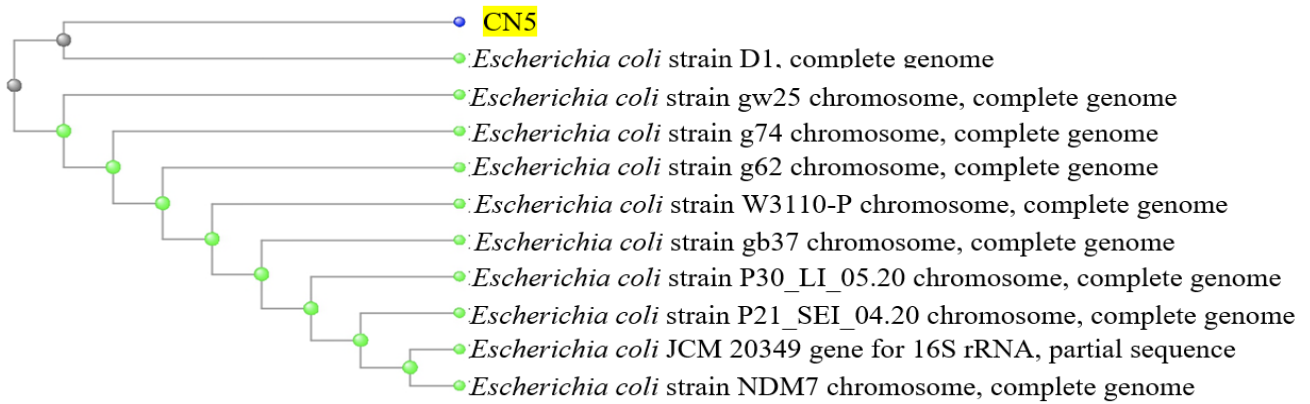 CN5
Escherichia coli strain D1, complete genome
Escherichia coli strain gw25 chromosome, complete genome
Escherichia coli strain g74 chromosome, complete genome
Escherichia coli strain g62 chromosome, complete genome
Escherichia coli strain W3110-P chromosome, complete genome
Escherichia coli strain gb37 chromosome, complete genome
Escherichia coli strain P30_LI_05.20 chromosome, complete genome
Escherichia coli strain P21_SEI_04.20 chromosome, complete genome
Escherichia coli JCM 20349 gene for 16S rRNA, partial sequence
Escherichia coli strain NDM7 chromosome, complete genome